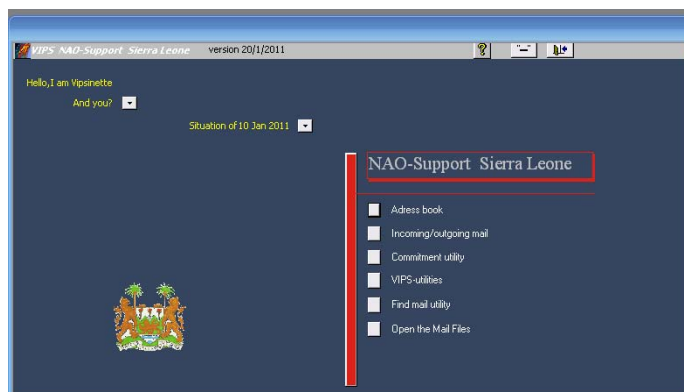 VIPS NAO-Support Sierra Leone version 20/1/2011 ? "-"
Hello,I am Vipsinette
And you?
Situation of 10 Jan 2011
NAO-Support Sierra Leone
Adress book
Incoming/outgoing mail
Commitment utility
VIPS-utilities
Find mail utility
Open the Mail Files